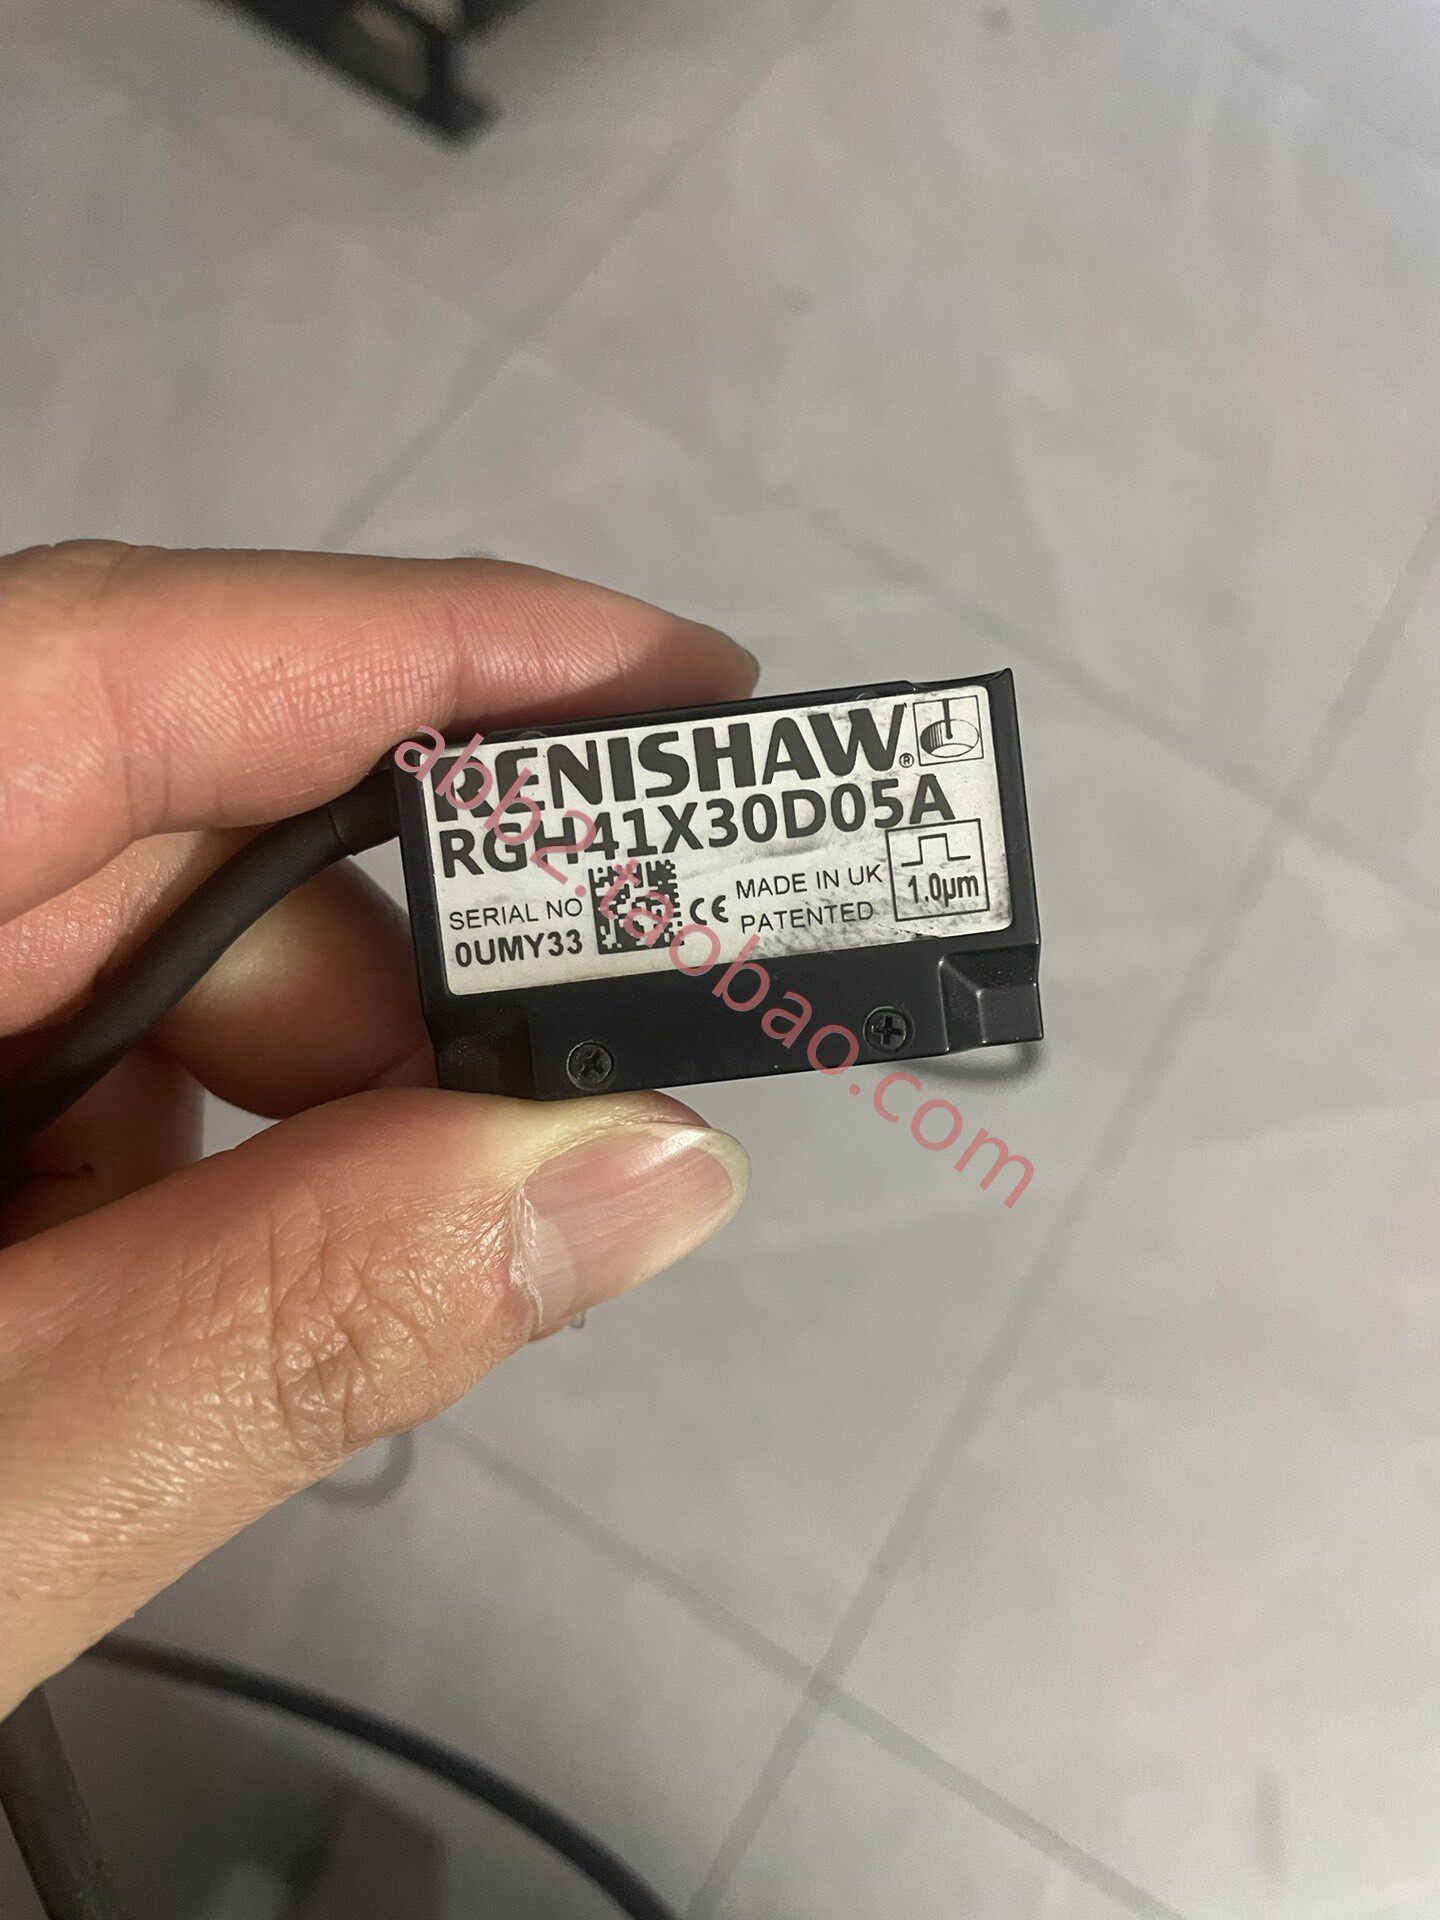 RENISHAW®
RGH41X30D05A
SERIAL NO
0UMY33
CE
MADE IN UK
PATENTED
1.0µm
abb2.taobao.com